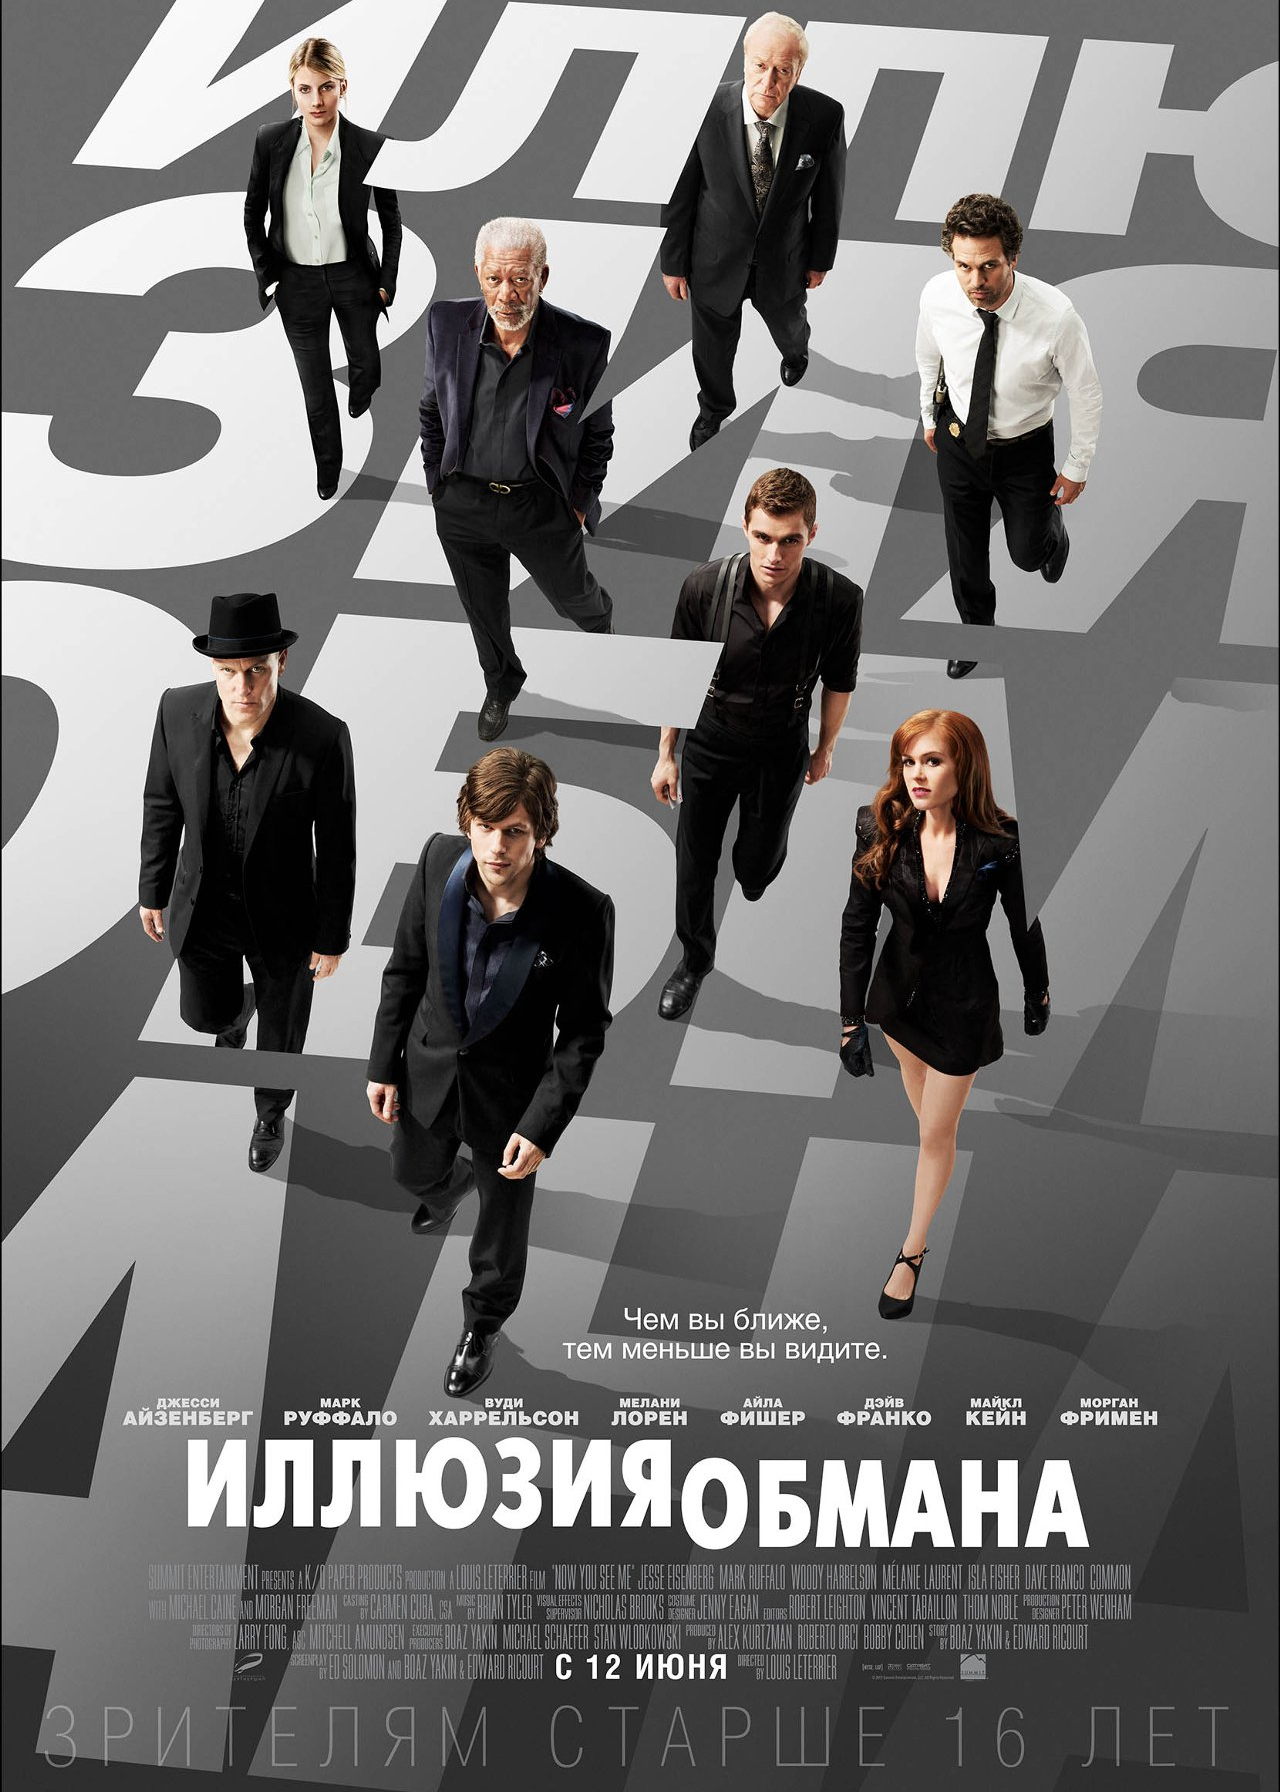 ИЛЛЮ
ЗИЯ
ОБМ
АНА
Чем вы ближе,
тем меньше вы видите.
ДЖЕССИ АЙЗЕНБЕРГ МАРК РУФФАЛО ВУДИ ХАРРЕЛЬСОН МЕЛАНИ ЛОРЕН АЙЛА ФИШЕР ДЭЙВ ФРАНКО МАЙКЛ КЕЙН МОРГАН ФРИМЕН
ИЛЛЮЗИЯ ОБМАНА
SUMMIT ENTERTAINMENT PRESENTS A K/O PAPER PRODUCTS PRODUCTION A LOUIS LETERRIER FILM "NOW YOU SEE ME" JESSE EISENBERG MARK RUFFALO WOODY HARRELSON MÉLANIE LAURENT ISLA FISHER DAVE FRANCO COMMON
WITH MICHAEL CAINE AND MORGAN FREEMAN CASTING BY CARMEN CUBA, CSA MUSIC BY BRIAN TYLER VISUAL EFFECTS SUPERVISOR NICHOLAS BROOKS COSTUME DESIGNER JENNY EAGAN EDITORS ROBERT LEIGHTON VINCENT TABAILLON THOM NOBLE PRODUCTION DESIGNER PETER WENHAM
DIRECTORS OF PHOTOGRAPHY LARRY FONG, ASC MITCHELL AMUNDSEN EXECUTIVE PRODUCERS BOAZ YAKIN MICHAEL SCHAEFER STAN WLODKOWSKI PRODUCED BY ALEX KURTZMAN ROBERTO ORCI BOBBY COHEN STORY BY BOAZ YAKIN & EDWARD RICOURT
SCREENPLAY BY ED SOLOMON AND BOAZ YAKIN & EDWARD RICOURT С 12 ИЮНЯ DIRECTED BY LOUIS LETERRIER
SUMMIT
ЗРИТЕЛЯМ СТАРШЕ 16 ЛЕТ